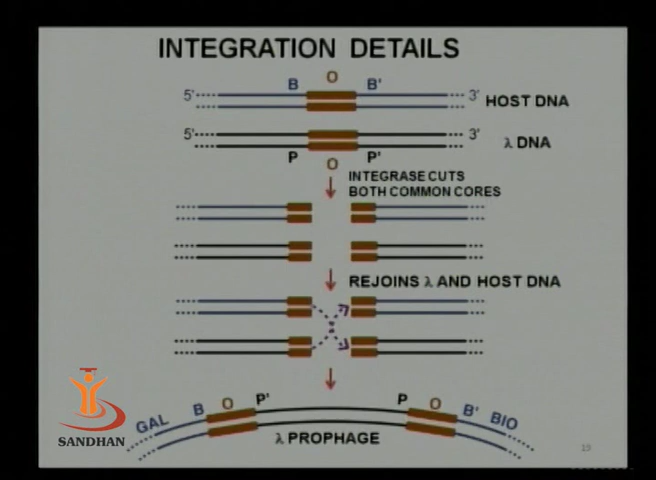 INTEGRATION DETAILS
B O B'
5' 3' HOST DNA
5' 3' λ DNA
P O P'
INTEGRASE CUTS
BOTH COMMON CORES
REJOINS λ AND HOST DNA
GAL B O P' P O B' BIO
λ PROPHAGE
SANDHAN
19